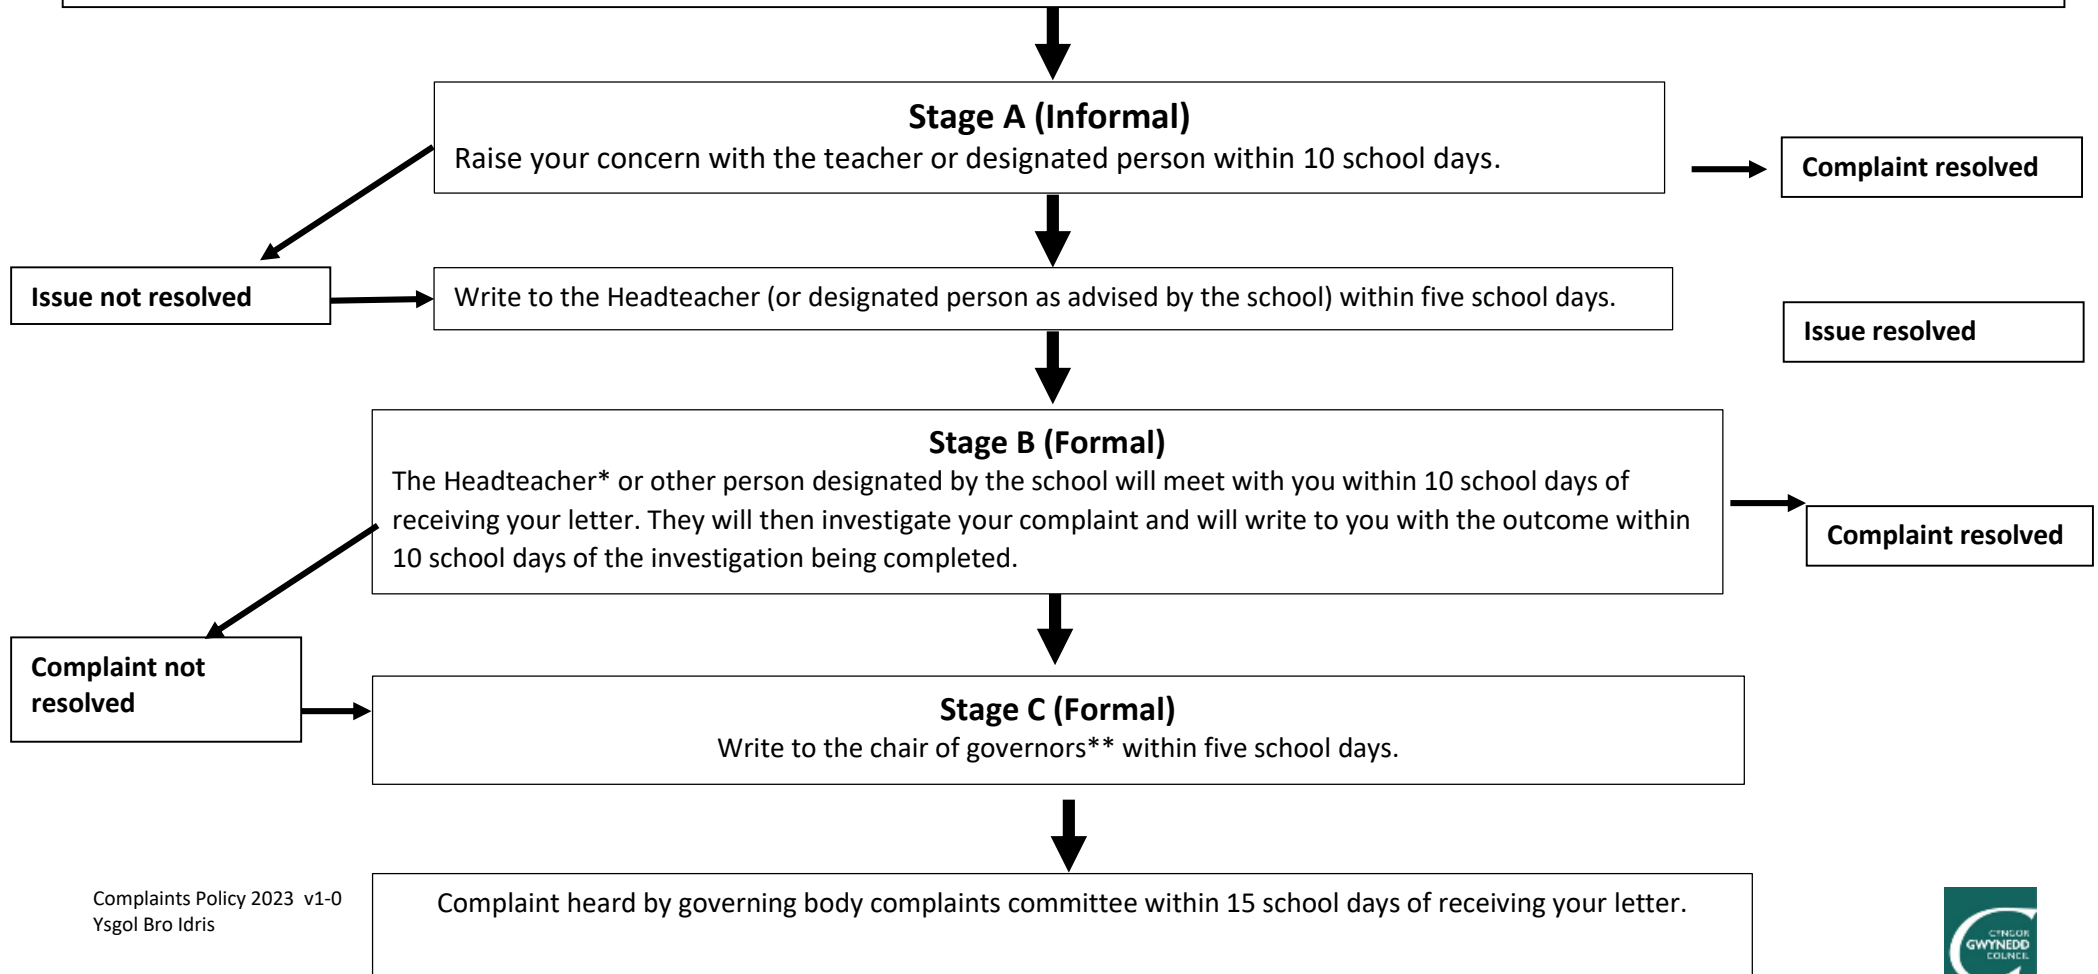 Stage A (Informal)
Raise your concern with the teacher or designated person within 10 school days.
Complaint resolved
Issue not resolved
Write to the Headteacher (or designated person as advised by the school) within five school days.
Issue resolved
Stage B (Formal)
The Headteacher* or other person designated by the school will meet with you within 10 school days of
receiving your letter. They will then investigate your complaint and will write to you with the outcome within
10 school days of the investigation being completed.
Complaint resolved
Complaint not
resolved
Stage C (Formal)
Write to the chair of governors** within five school days.
Complaint heard by governing body complaints committee within 15 school days of receiving your letter.
Complaints Policy 2023 v1-0
Ysgol Bro Idris
CYNGOR
GWYNEDD
COUNCIL